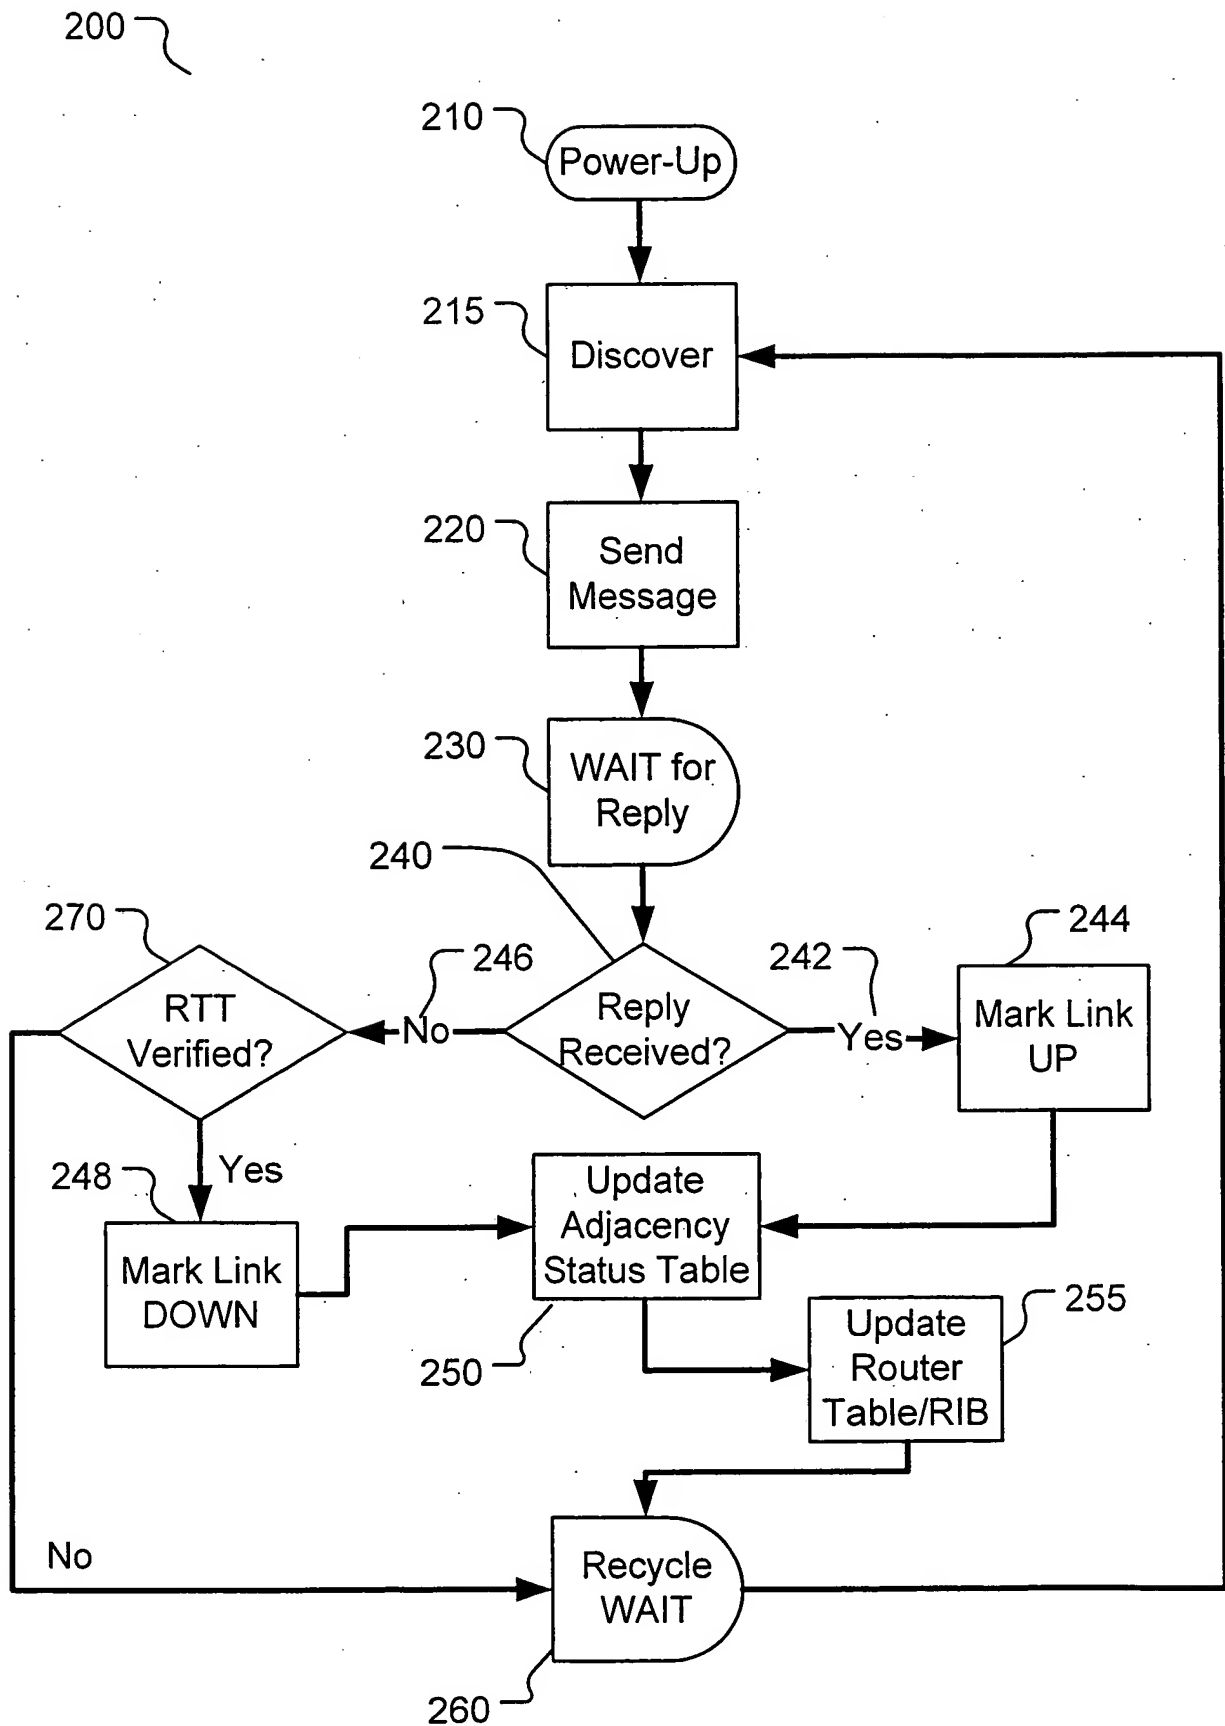 200
210
Power-Up
215
Discover
220
Send
Message
230
WAIT for
Reply
240
270
246
242
244
RTT
Verified?
No
Reply
Received?
Yes
Mark Link
UP
248
Yes
Update
Adjacency
Status Table
Mark Link
DOWN
250
255
Update
Router
Table/RIB
No
Recycle
WAIT
260